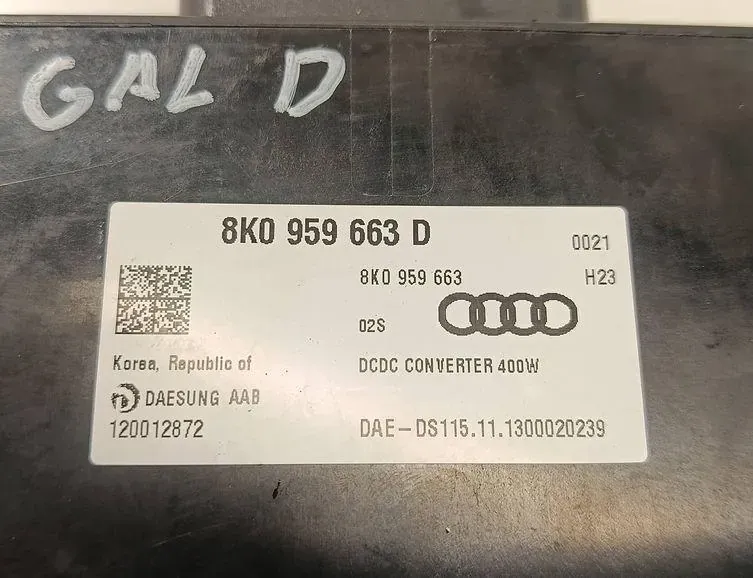 GAL D
8K0 959 663 D
0021
8K0 959 663
H23
02S
Korea, Republic of
DCDC CONVERTER 400W
DAESUNG AAB
120012872
DAE-DS115.11.1300020239